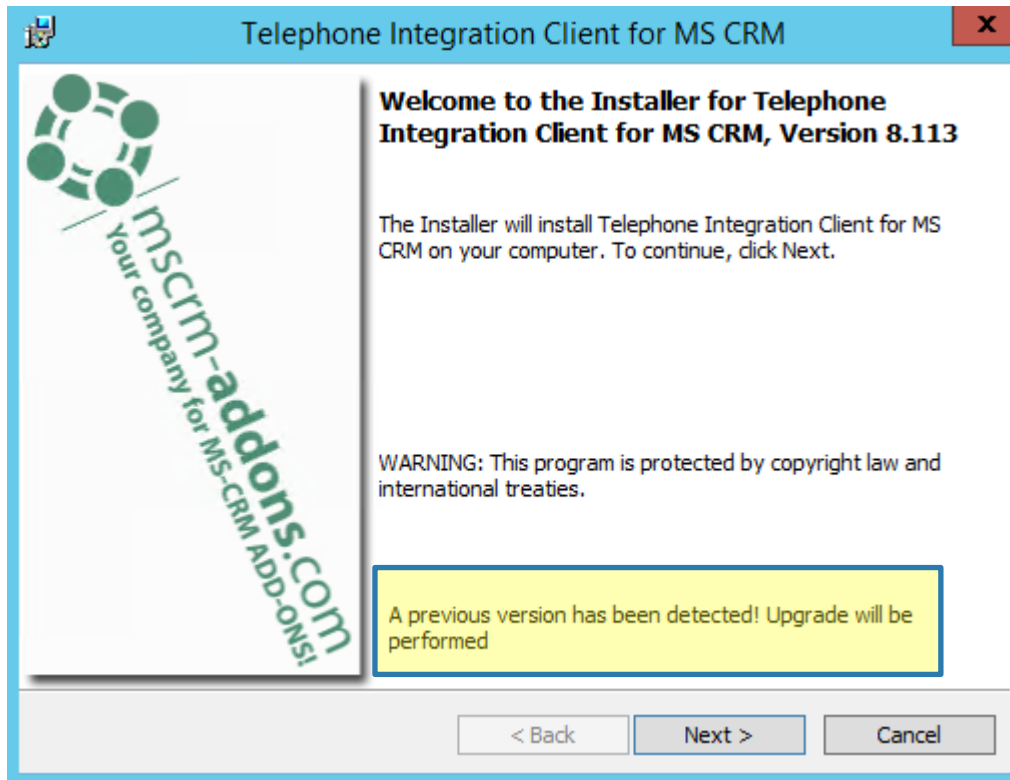 Telephone Integration Client for MS CRM
x
Welcome to the Installer for Telephone
Integration Client for MS CRM, Version 8.113
The Installer will install Telephone Integration Client for MS
CRM on your computer. To continue, click Next.
mscrm-addons.com
Your company for MS-CRM ADD-ONS!
WARNING: This program is protected by copyright law and
international treaties.
A previous version has been detected! Upgrade will be
performed
< Back
Next >
Cancel